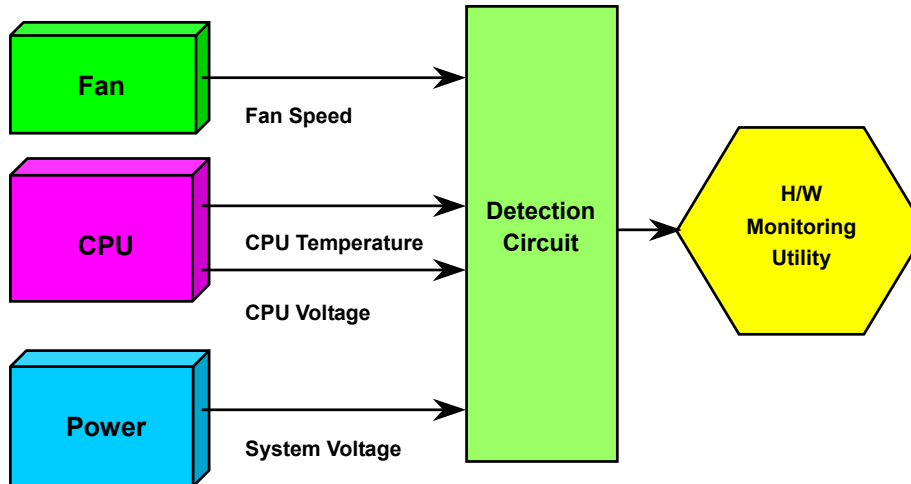 Fan
Fan Speed
CPU
CPU Temperature
CPU Voltage
Power
System Voltage
Detection
Circuit
H/W
Monitoring
Utility